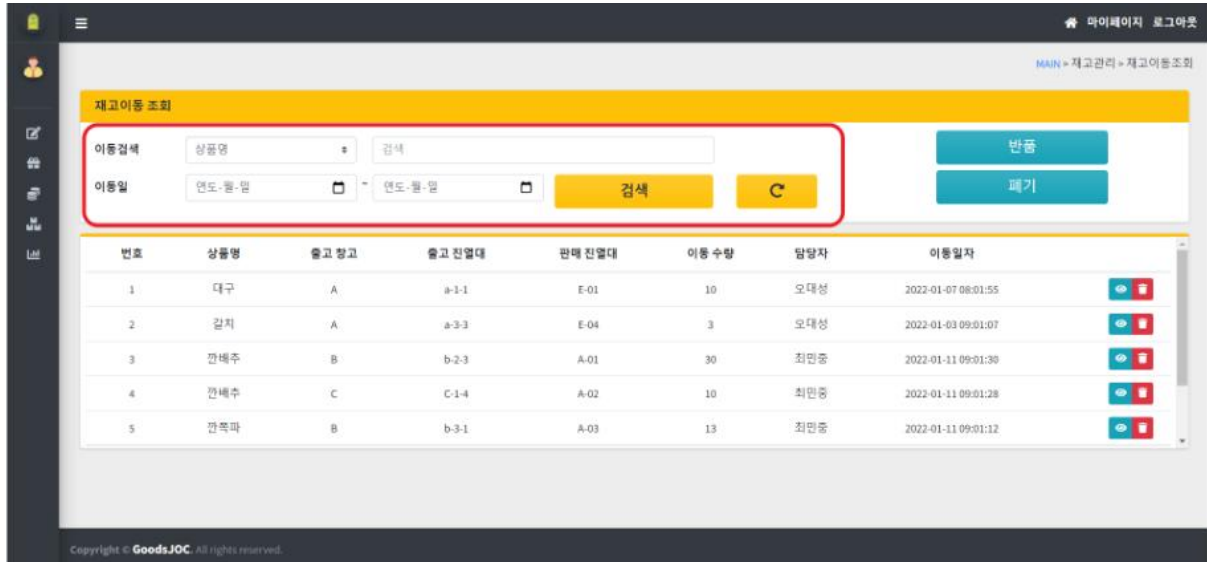 마이페이지 로그아웃
MAIN » 재고관리 » 재고이동조회
재고이동 조회
이동검색 상품명 검색 반품
이동일 연도-월-일 ~ 연도-월-일 검색 폐기
번호 상품명 출고 창고 출고 진열대 판매 진열대 이동 수량 담당자 이동일자
1 대구 A a-1-1 E-01 10 오대성 2022-01-07 08:01:55
2 갈치 A a-3-3 E-04 3 오대성 2022-01-03 09:01:07
3 깐배추 B b-2-3 A-01 30 최민중 2022-01-11 09:01:30
4 깐배추 C C-1-4 A-02 10 최민중 2022-01-11 09:01:28
5 깐쪽파 B b-3-1 A-03 13 최민중 2022-01-11 09:01:12
Copyright © GoodsJOC. All rights reserved.